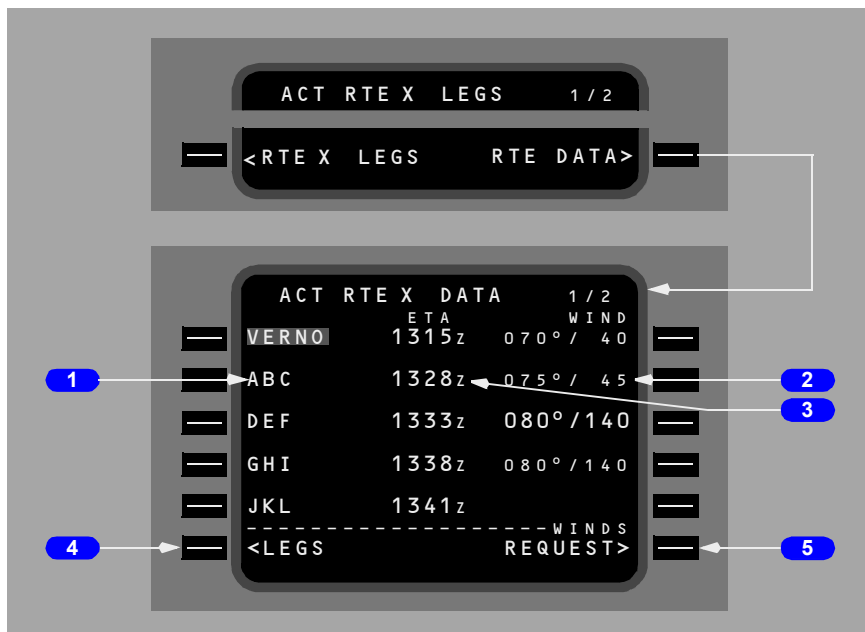 ACT RTE X LEGS 1/2
<RTE X LEGS RTE DATA>
ACT RTE X DATA 1/2
ETA WIND
VERNO 1315z 070°/ 40
1 ABC 1328z 075°/ 45 2
3
DEF 1333z 080°/140
GHI 1338z 080°/140
JKL 1341z
--------------------WINDS
4 <LEGS REQUEST> 5